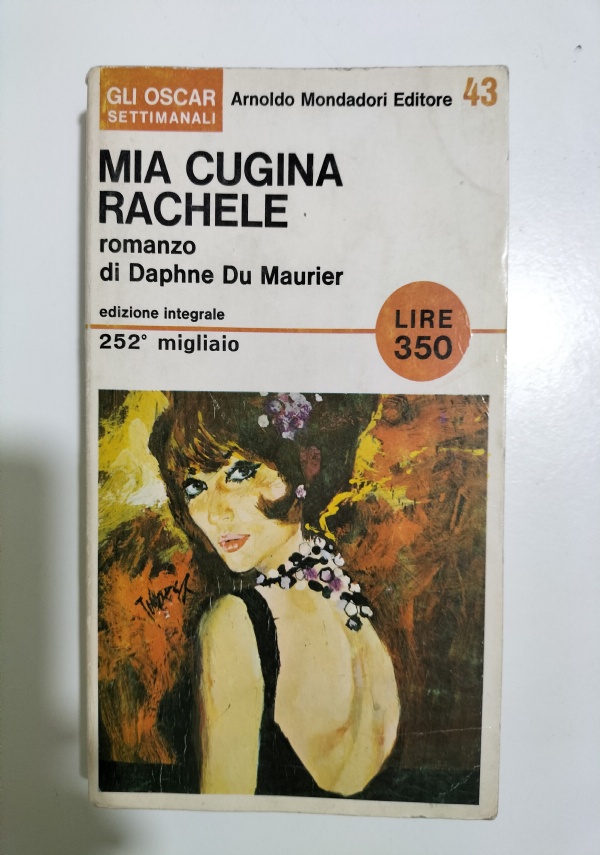 GLI OSCAR
SETTIMANALI
Arnoldo Mondadori Editore 43
MIA CUGINA
RACHELE
romanzo
di Daphne Du Maurier
edizione integrale
252° migliaio
LIRE
350